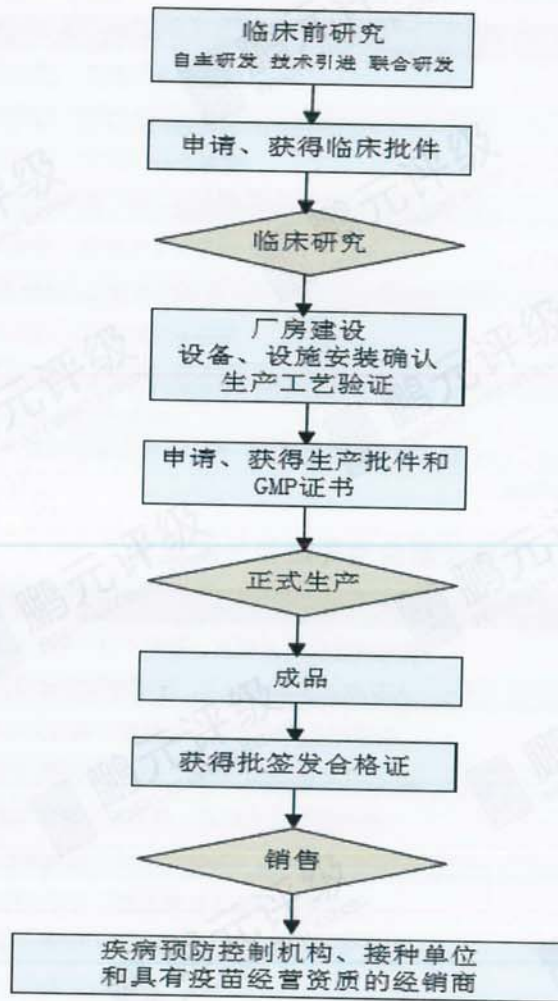 临床前研究
自主研发 技术引进 联合研发
申请、获得临床批件
临床研究
厂房建设
设备、设施安装确认
生产工艺验证
申请、获得生产批件和
GMP证书
正式生产
成品
获得批签发合格证
销售
疾病预防控制机构、接种单位
和具有疫苗经营资质的经销商
鹏元评级